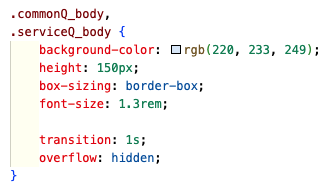 .commonQ_body,
.serviceQ_body {
    background-color: rgb(220, 233, 249);
    height: 150px;
    box-sizing: border-box;
    font-size: 1.3rem;

    transition: 1s;
    overflow: hidden;
}